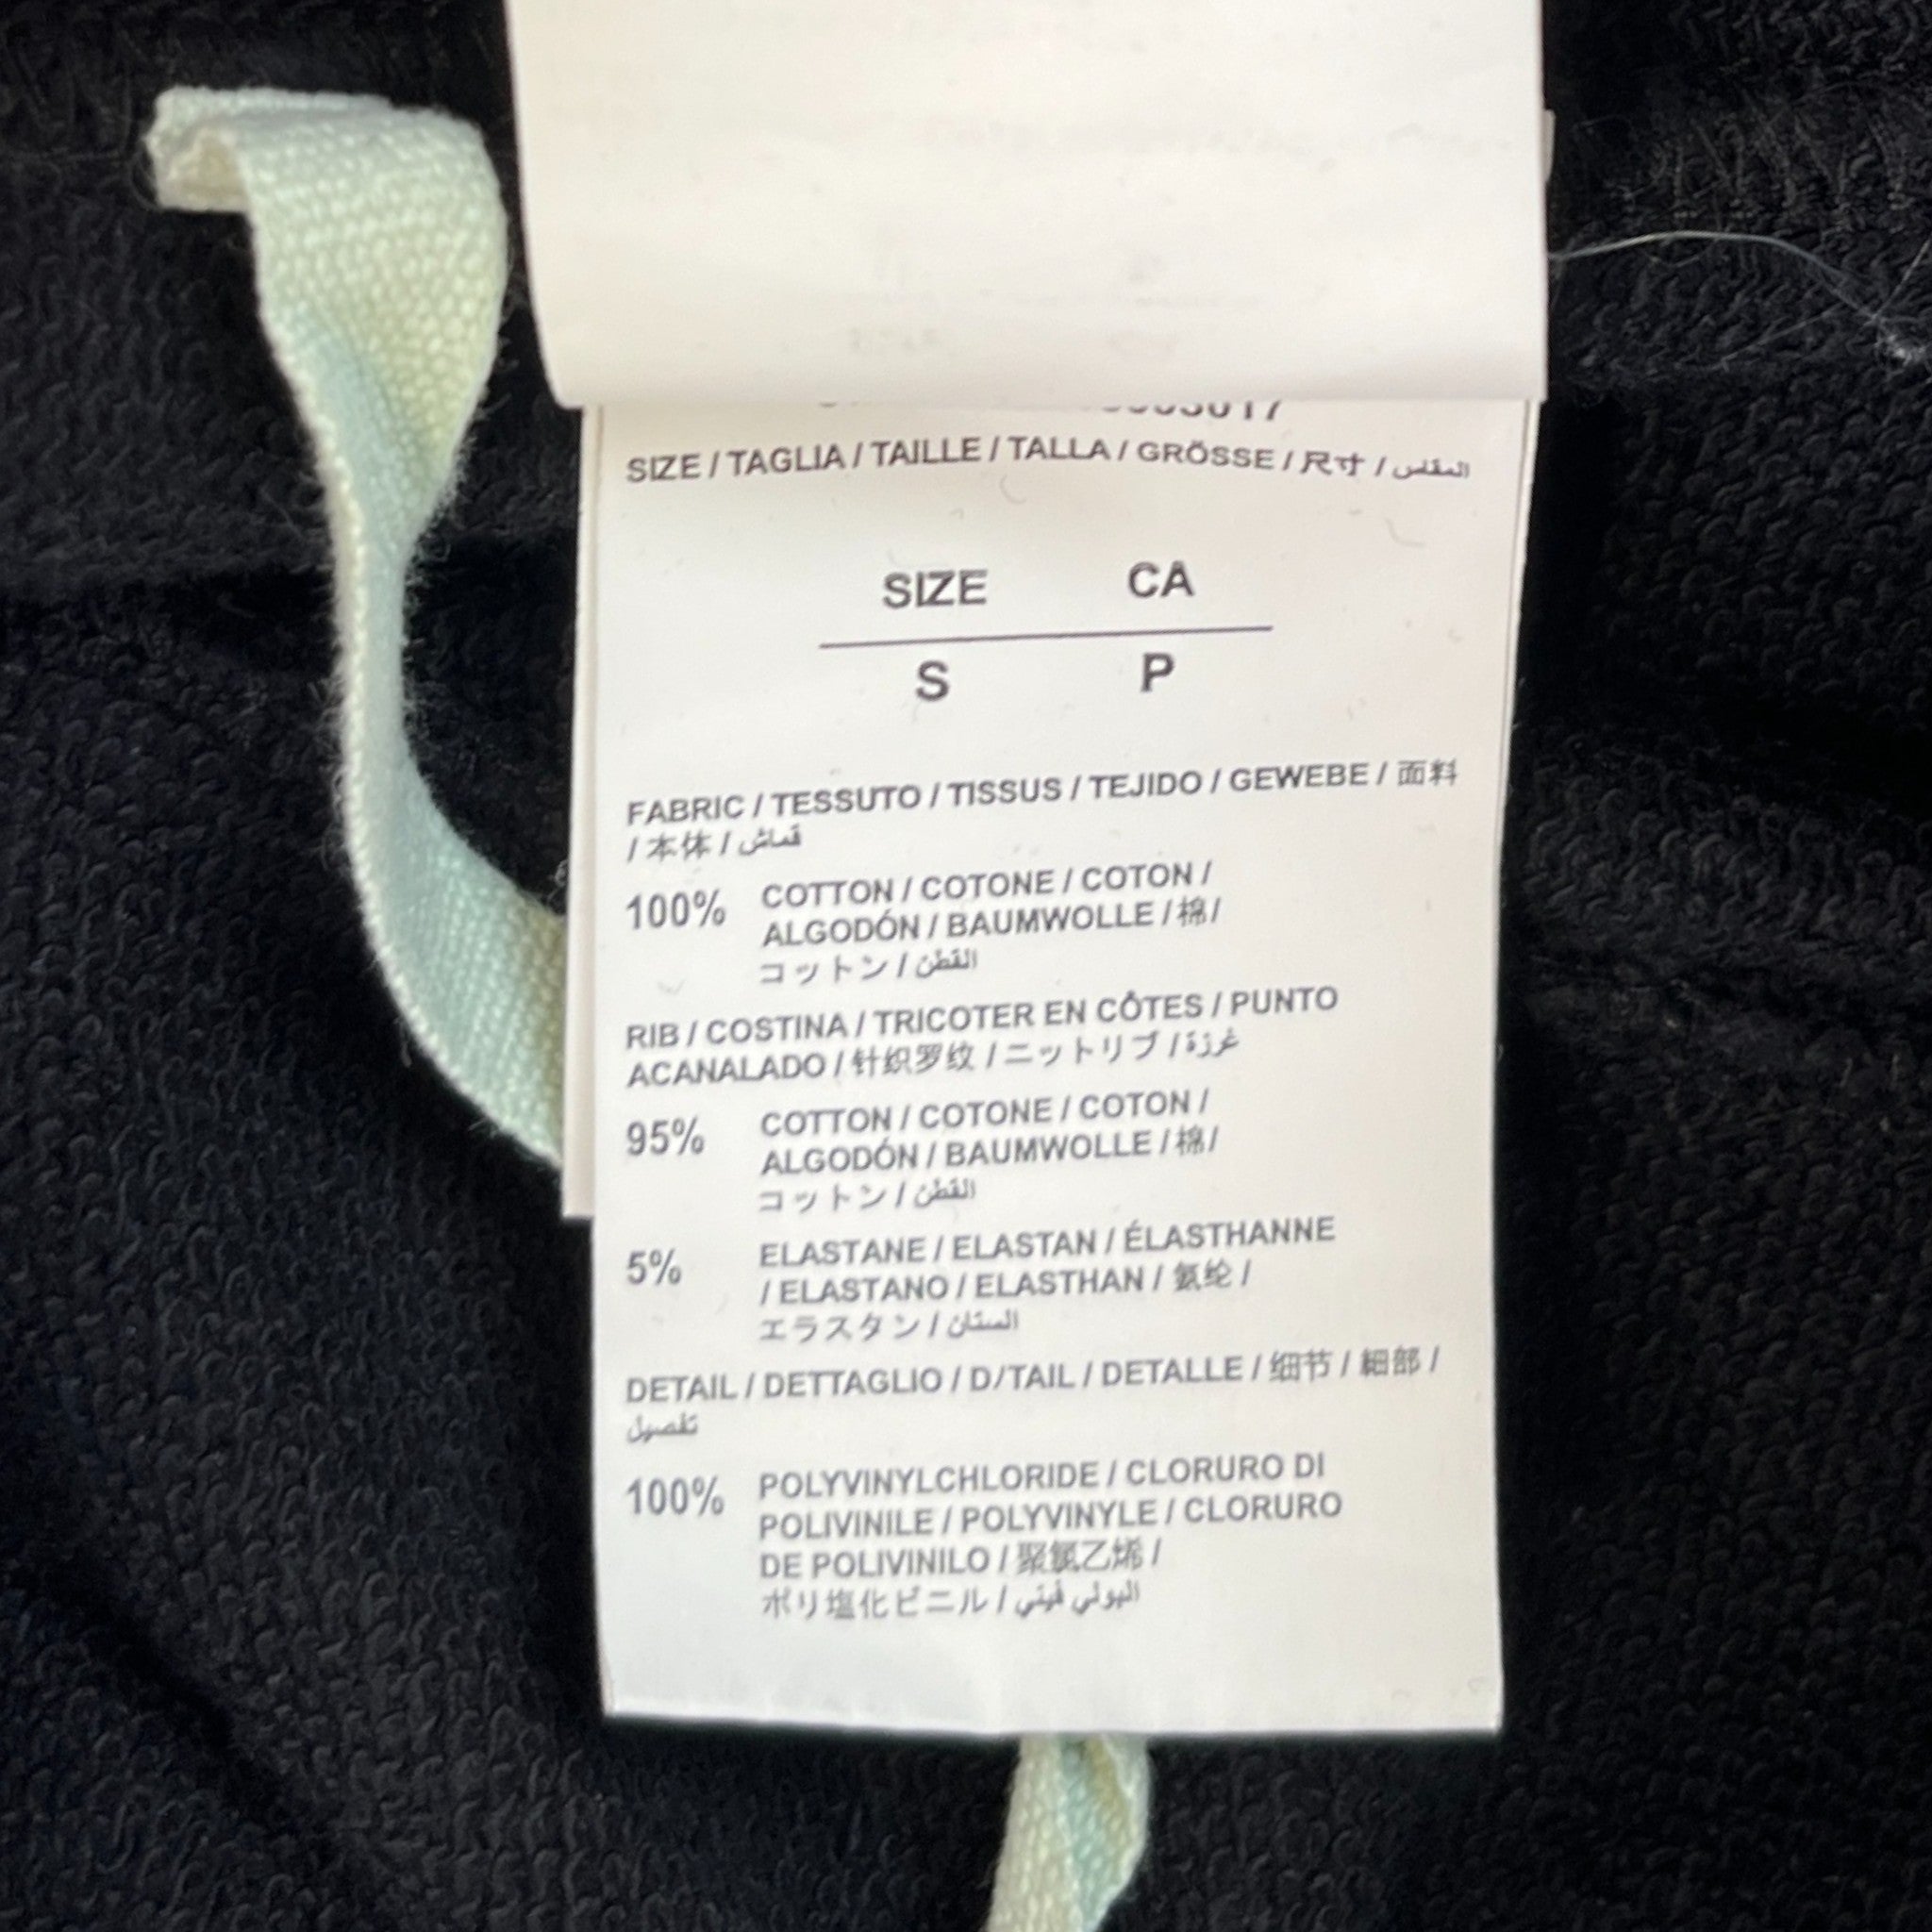 SIZE / TAGLIA / TAILLE / TALLA / GRÖSSE / 尺寸 / المقاس
SIZE CA
S P
FABRIC / TESSUTO / TISSUS / TEJIDO / GEWEBE / 面料
/ 本体 / قماش
100% COTTON / COTONE / COTON /
ALGODÓN / BAUMWOLLE / 棉 /
コットン / القطن
RIB / COSTINA / TRICOTER EN CÔTES / PUNTO
ACANALADO / 针织罗纹 / ニットリブ / غرزة
95% COTTON / COTONE / COTON /
ALGODÓN / BAUMWOLLE / 棉 /
コットン / القطن
5% ELASTANE / ELASTAN / ÉLASTHANNE
/ ELASTANO / ELASTHAN / 氨纶 /
エラスタン / الستان
DETAIL / DETTAGLIO / D/TAIL / DETALLE / 细节 / 細部 /
تفصيل
100% POLYVINYLCHLORIDE / CLORURO DI
POLIVINILE / POLYVINYLE / CLORURO
DE POLIVINILO / 聚氯乙烯 /
ポリ塩化ビニル / البولي فيني